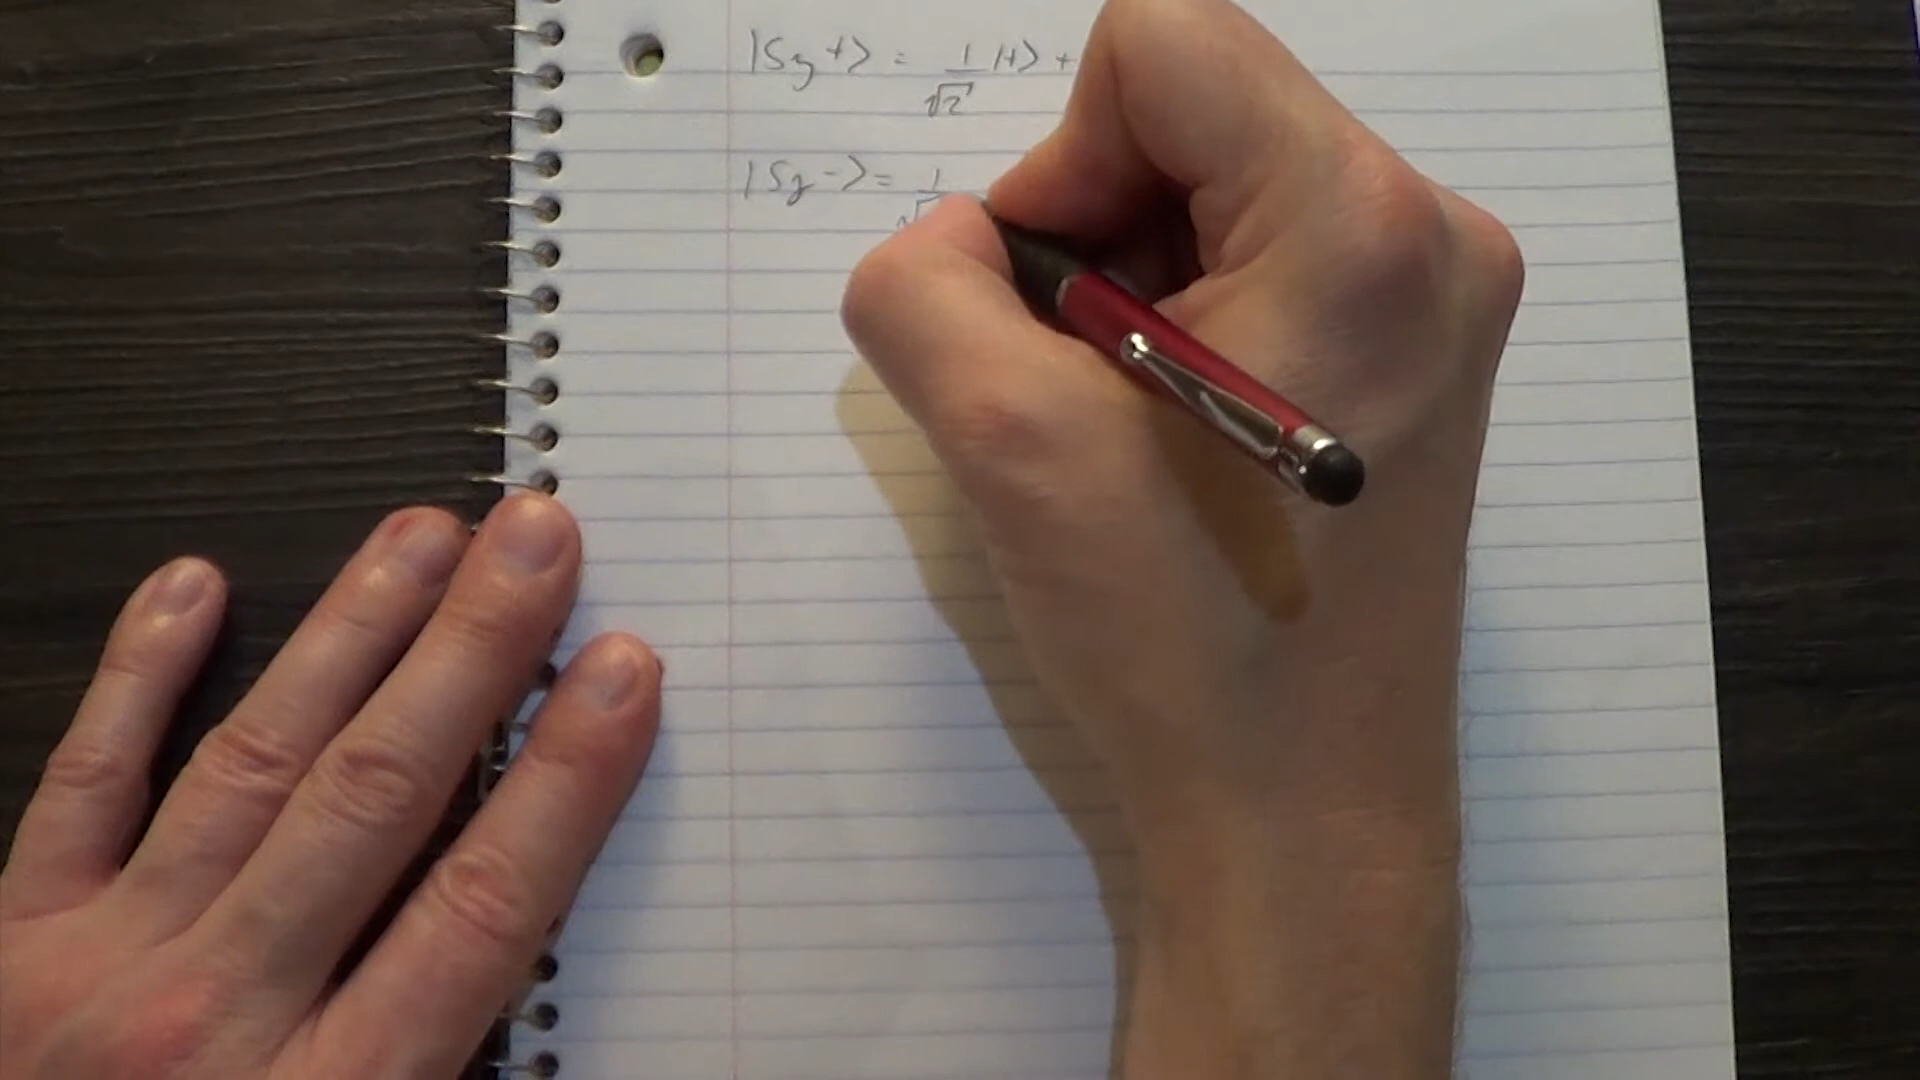 |Sy+> = 1/√2 |+> +
|Sy-> = 1/√